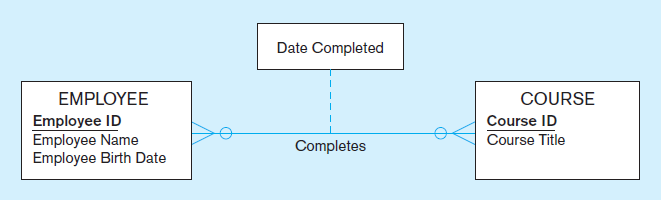 Date Completed
EMPLOYEE
Employee ID
Employee Name
Employee Birth Date
Completes
COURSE
Course ID
Course Title